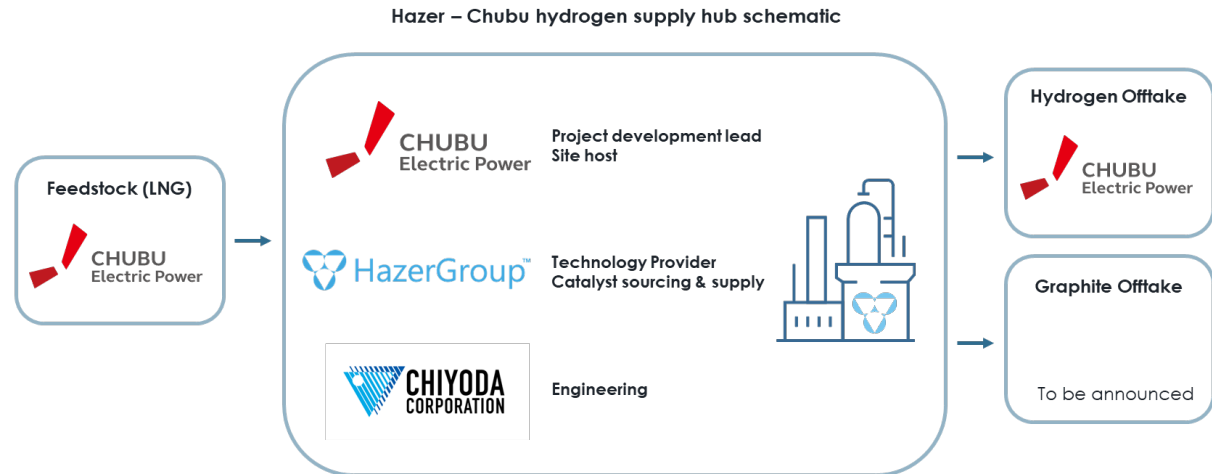 Hazer – Chubu hydrogen supply hub schematic
Feedstock (LNG)
CHUBU
Electric Power
CHUBU
Electric Power
Project development lead
Site host
HazerGroup™
Technology Provider
Catalyst sourcing & supply
CHIYODA
CORPORATION
Engineering
Hydrogen Offtake
CHUBU
Electric Power
Graphite Offtake
To be announced